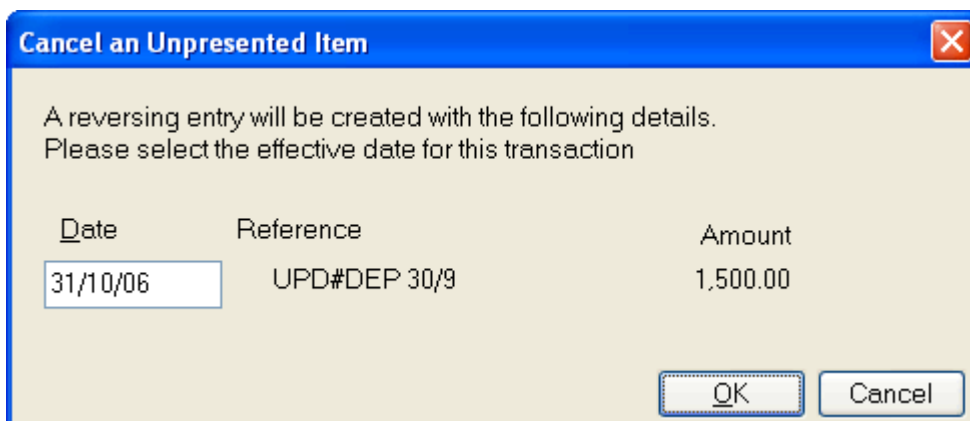 Cancel an Unpresented Item
A reversing entry will be created with the following details.
Please select the effective date for this transaction
Date Reference Amount
31/10/06 UPD#DEP 30/9 1,500.00
OK Cancel